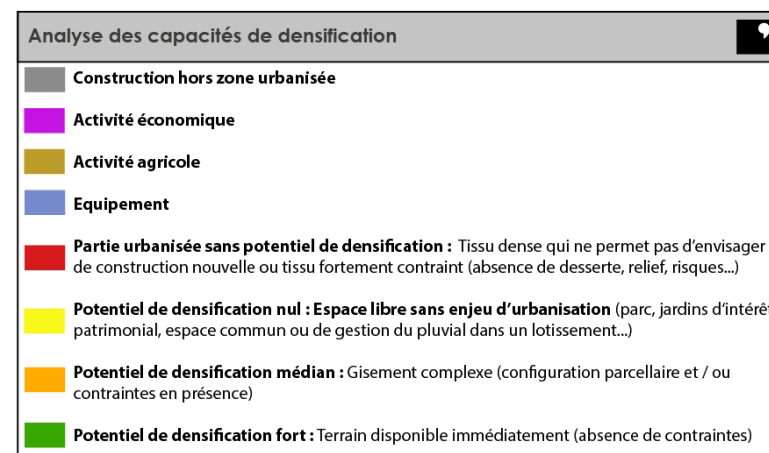 Analyse des capacités de densification
Construction hors zone urbanisée
Activité économique
Activité agricole
Equipement
Partie urbanisée sans potentiel de densification : Tissu dense qui ne permet pas d'envisager
de construction nouvelle ou tissu fortement contraint (absence de desserte, relief, risques...)
Potentiel de densification nul : Espace libre sans enjeu d'urbanisation (parc, jardins d'intérêt
patrimonial, espace commun ou de gestion du pluvial dans un lotissement...)
Potentiel de densification médian : Gisement complexe (configuration parcellaire et / ou
contraintes en présence)
Potentiel de densification fort : Terrain disponible immédiatement (absence de contraintes)